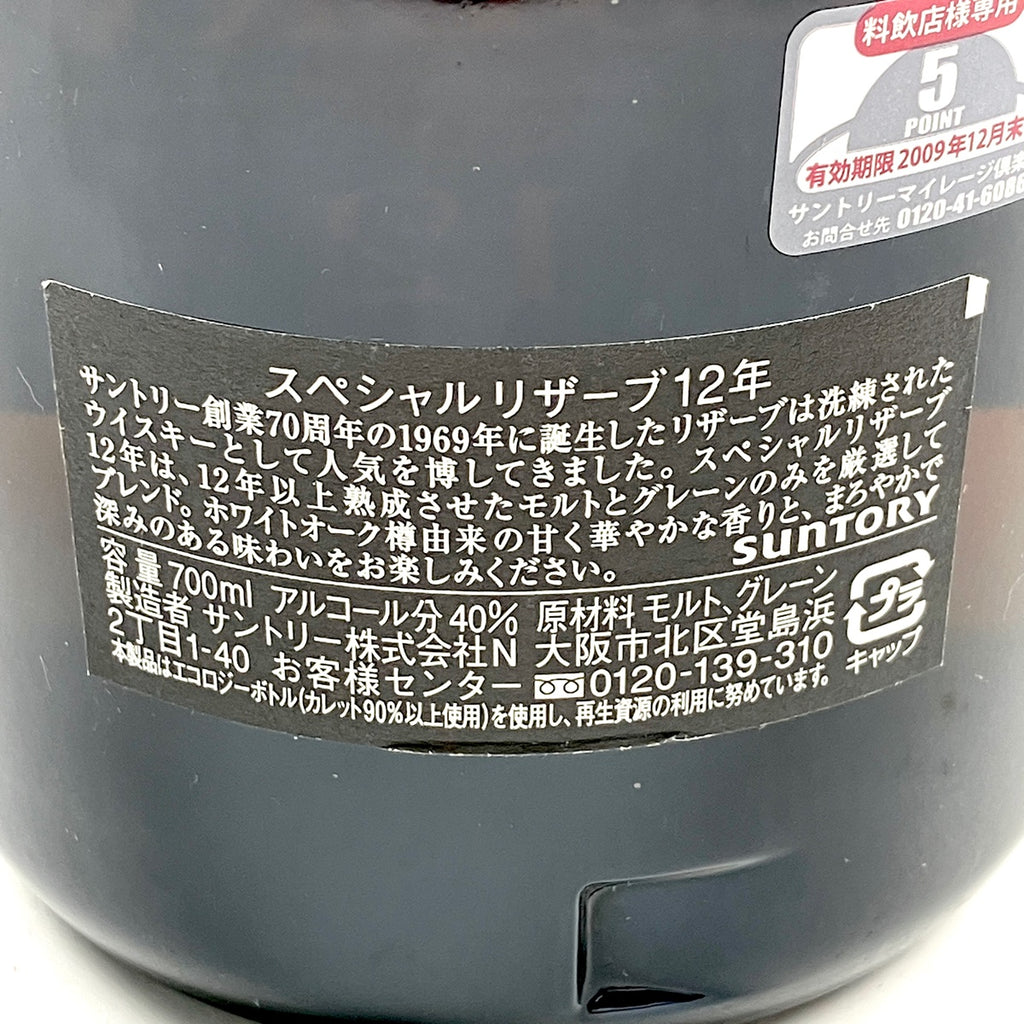 料飲店様専用
5
POINT
有効期限2009年12月末
サントリーマイレージ倶楽
お問合せ先 0120-41-6086
スペシャルリザーブ12年
サントリー創業70周年の1969年に誕生したリザーブは洗練された
ウイスキーとして人気を博してきました。スペシャルリザーブ
12年は、12年以上熟成させたモルトとグレーンのみを厳選して
ブレンド。ホワイトオーク樽由来の甘く華やかな香りと、まろやかで
深みのある味わいをお楽しみください。
SUNTORY
容量700ml アルコール分40% 原材料 モルト、グレーン
製造者 サントリー株式会社N 大阪市北区堂島浜
2丁目1-40 お客様センター 0120-139-310
本製品はエコロジーボトル(カレット90%以上使用)を使用し、再生資源の利用に努めています。
プラ
キャップ